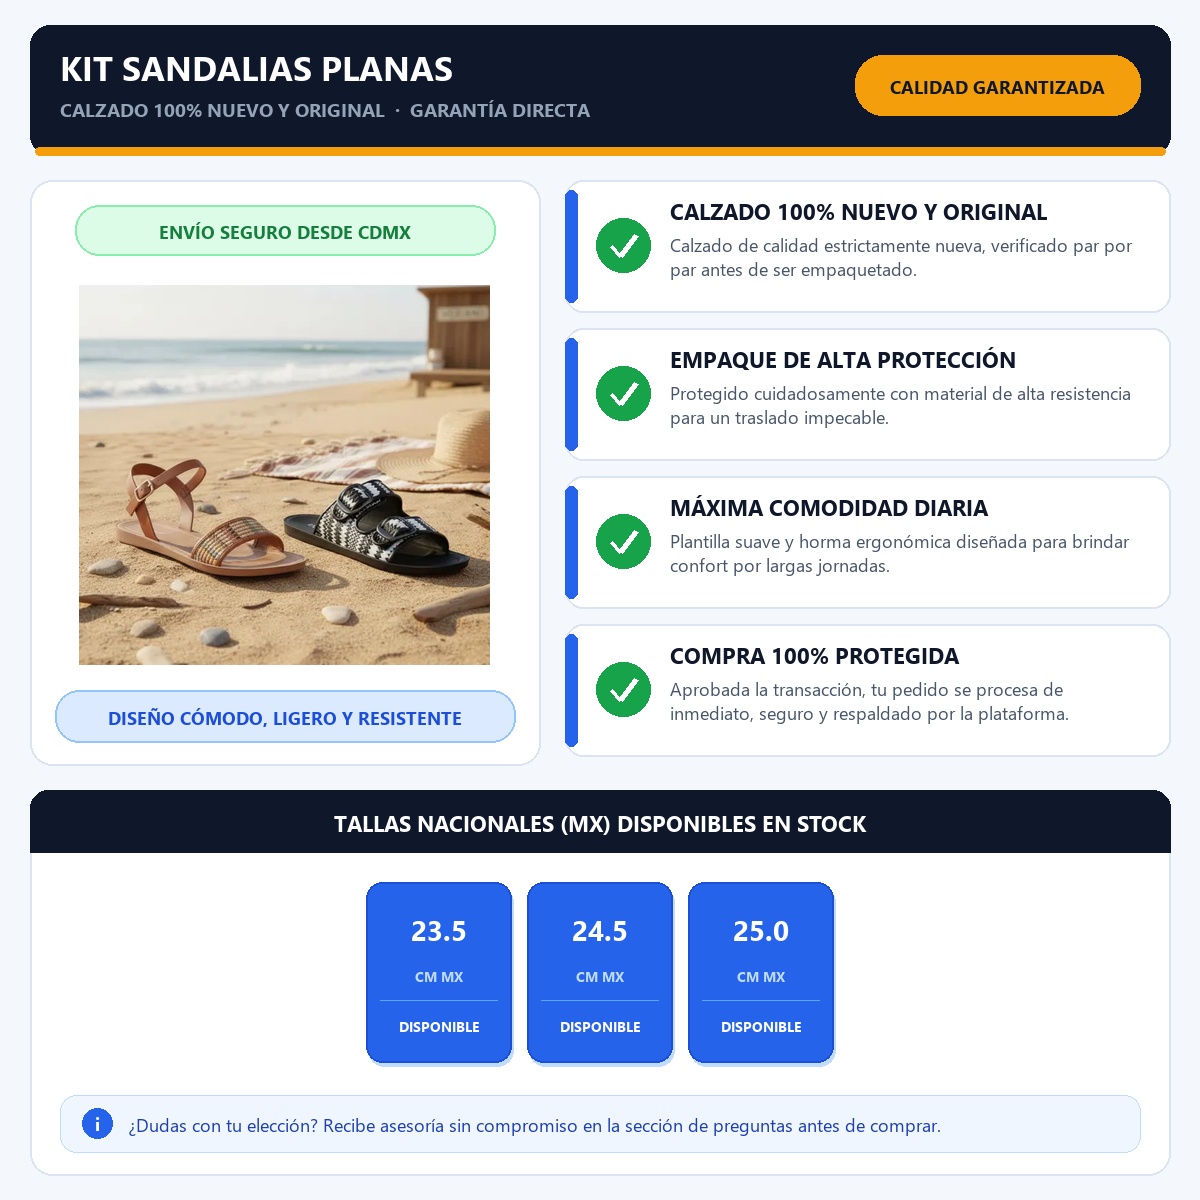 KIT SANDALIAS PLANAS
CALZADO 100% NUEVO Y ORIGINAL · GARANTÍA DIRECTA
CALIDAD GARANTIZADA
ENVÍO SEGURO DESDE CDMX
DISEÑO CÓMODO, LIGERO Y RESISTENTE
CALZADO 100% NUEVO Y ORIGINAL
Calzado de calidad estrictamente nueva, verificado par por
par antes de ser empaquetado.
EMPAQUE DE ALTA PROTECCIÓN
Protegido cuidadosamente con material de alta resistencia
para un traslado impecable.
MÁXIMA COMODIDAD DIARIA
Plantilla suave y horma ergonómica diseñada para brindar
confort por largas jornadas.
COMPRA 100% PROTEGIDA
Aprobada la transacción, tu pedido se procesa de
inmediato, seguro y respaldado por la plataforma.
TALLAS NACIONALES (MX) DISPONIBLES EN STOCK
23.5
CM MX
DISPONIBLE
24.5
CM MX
DISPONIBLE
25.0
CM MX
DISPONIBLE
¿Dudas con tu elección? Recibe asesoría sin compromiso en la sección de preguntas antes de comprar.